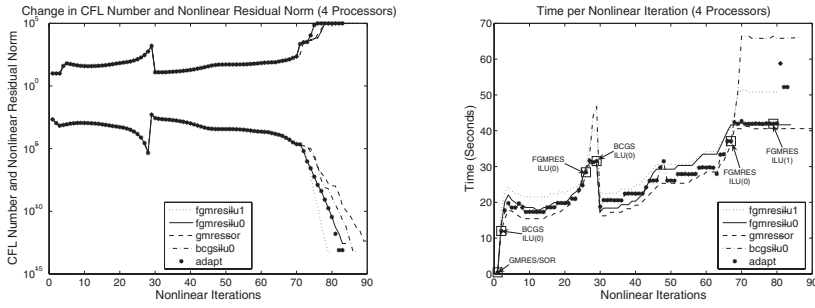 Change in CFL Number and Nonlinear Residual Norm (4 Processors)
CFL Number and Nonlinear Residual Norm
10^5
10^0
10^5
10^10
10^15
0 10 20 30 40 50 60 70 80 90
Nonlinear Iterations
fgmresilu1
fgmresilu0
gmressor
bcgsilu0
adapt
Time per Nonlinear Iteration (4 Processors)
Time (Seconds)
70
60
50
40
30
20
10
0
0 10 20 30 40 50 60 70 80 90
Nonlinear Iterations
FGMRES
ILU(0)
BCGS
ILU(0)
BCGS
ILU(0)
GMRES/SOR
FGMRES
ILU(0)
FGMRES
ILU(1)
fgmresilu1
fgmresilu0
gmressor
bcgsilu0
adapt